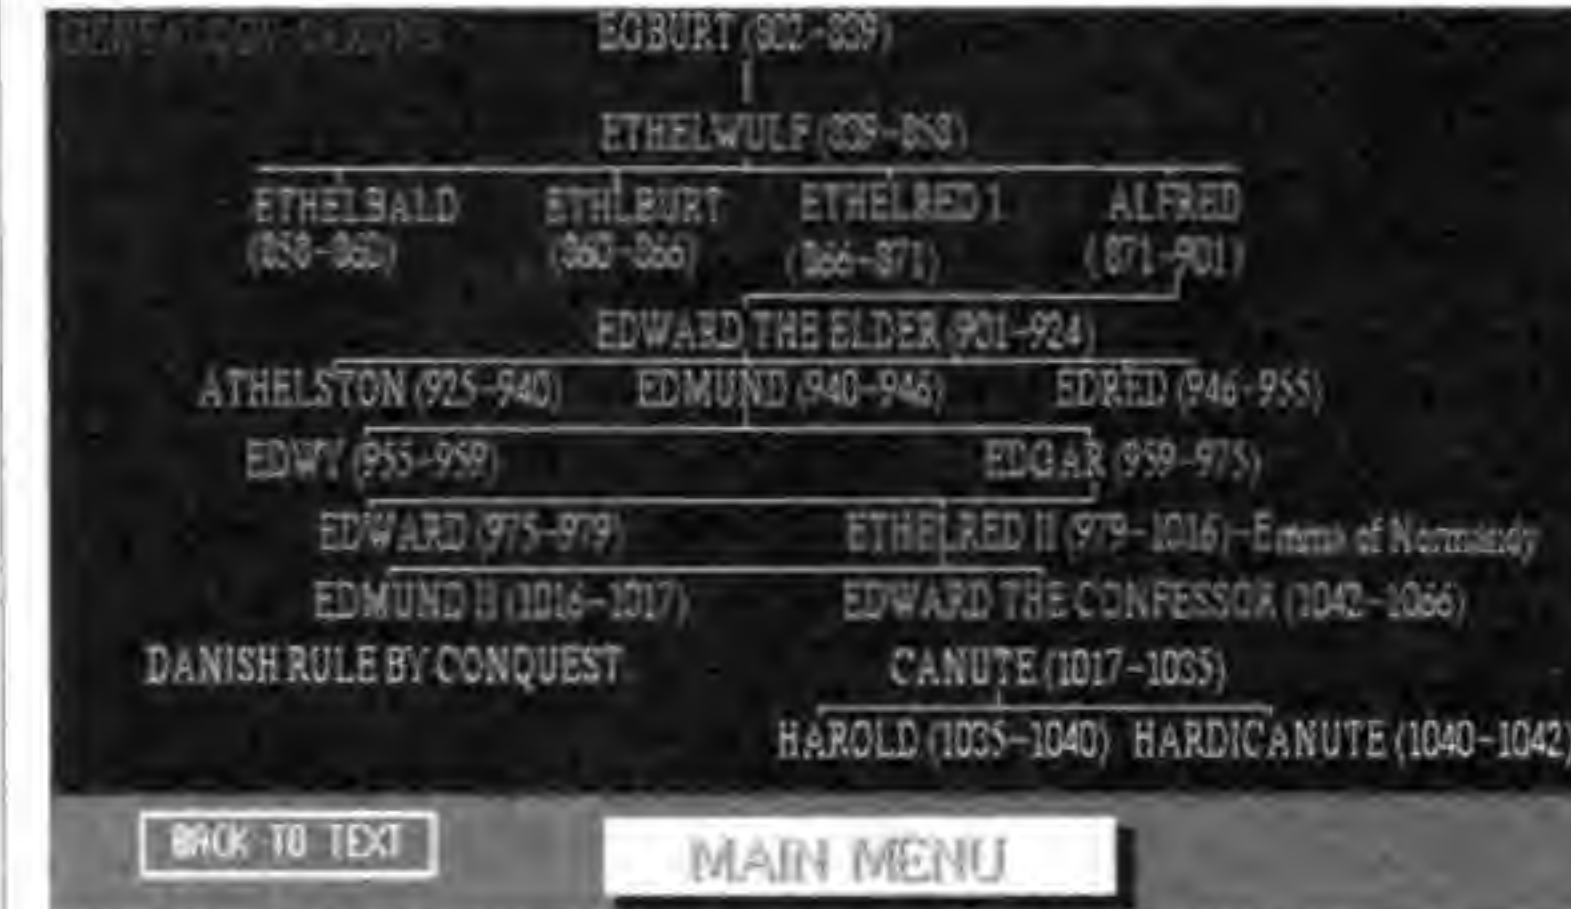 EGBURT (802-839)
ETHELWULF (839-858)
ETHELBALD ETHLBURT ETHELRED I ALFRED
(858-860) (860-866) (866-871) (871-901)
EDWARD THE ELDER (901-924)
ATHELSTON (925-940) EDMUND (940-946) EDRED (946-955)
EDWY (955-959) EDGAR (959-975)
EDWARD (975-979) ETHELRED II (979-1016)-Emma of Normandy
EDMUND II (1016-1017) EDWARD THE CONFESSOR (1042-1066)
DANISH RULE BY CONQUEST CANUTE (1017-1035)
HAROLD (1035-1040) HARDICANUTE (1040-1042)
BACK TO TEXT MAIN MENU